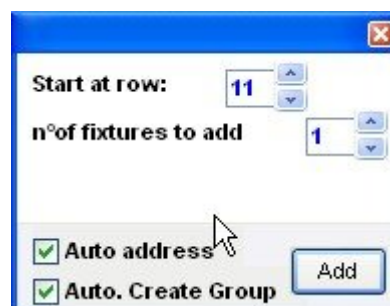 Start at row: 11
n°of fixtures to add 1
Auto address
Auto. Create Group
Add